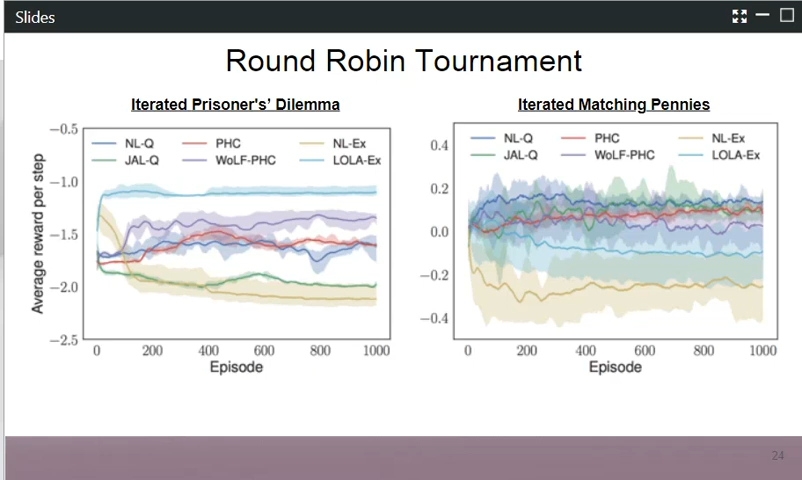 Slides
Round Robin Tournament
Iterated Prisoner's’ Dilemma
−0.5
−1.0
−1.5
−2.0
−2.5
Average reward per step
NL-Q PHC NL-Ex
JAL-Q WoLF-PHC LOLA-Ex
0 200 400 600 800 1000
Episode
Iterated Matching Pennies
0.4
0.2
0.0
−0.2
−0.4
NL-Q PHC NL-Ex
JAL-Q WoLF-PHC LOLA-Ex
0 200 400 600 800 1000
Episode
24